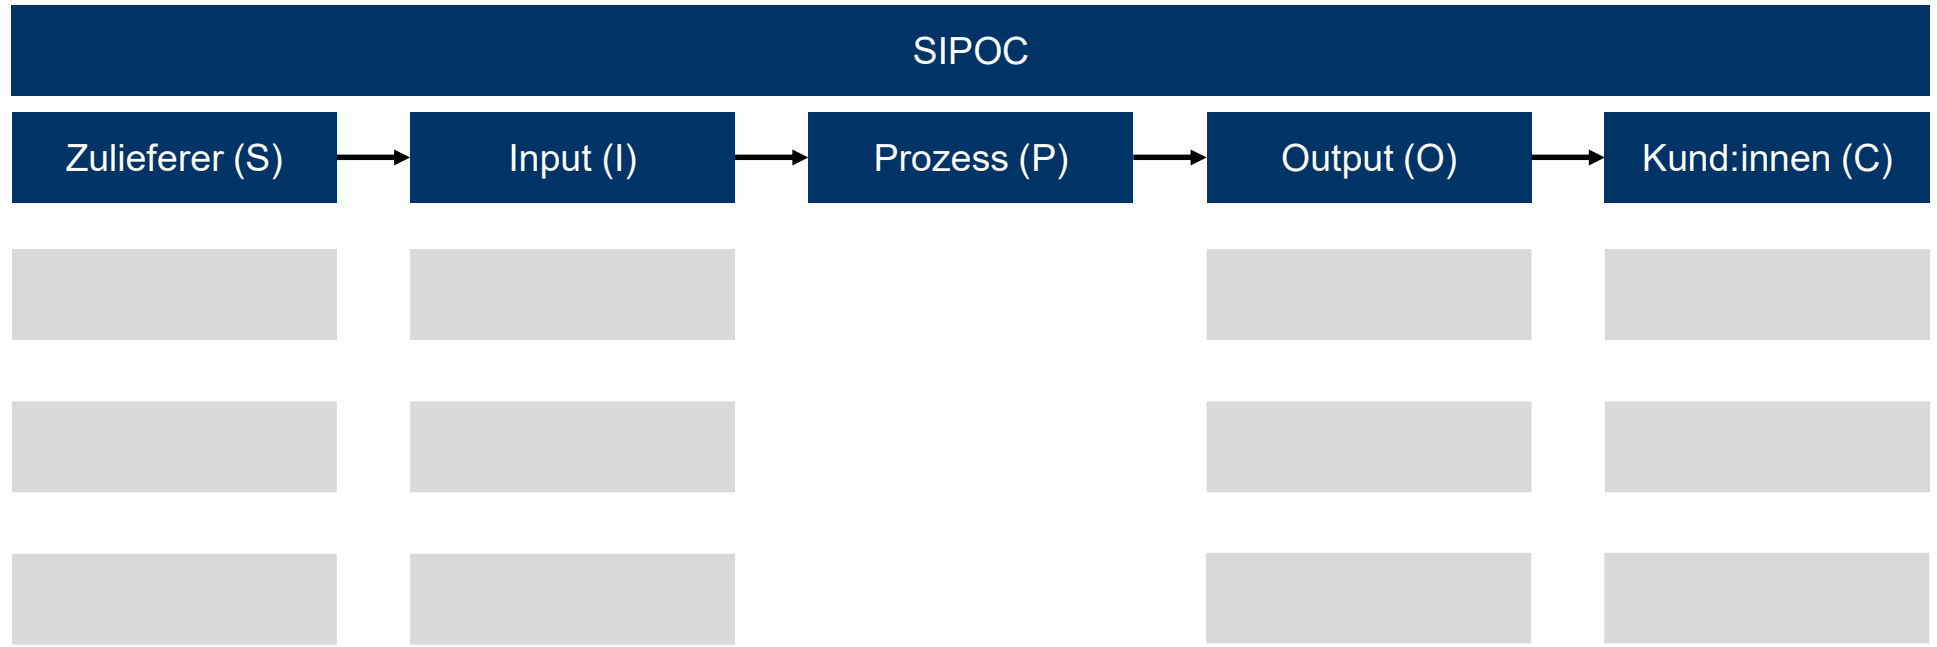 SIPOC
Zulieferer (S)
Input (I)
Prozess (P)
Output (O)
Kund:innen (C)